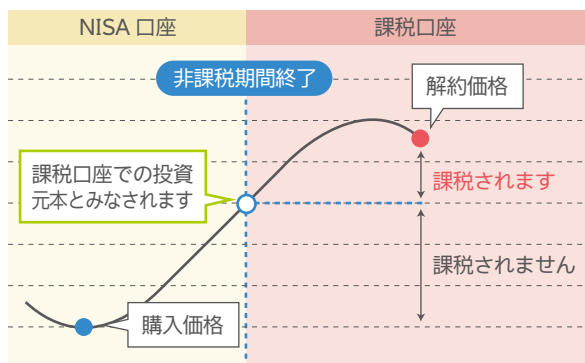 NISA 口座
課税口座
非課税期間終了
解約価格
課税口座での投資
元本とみなされます
課税されます
課税されません
購入価格